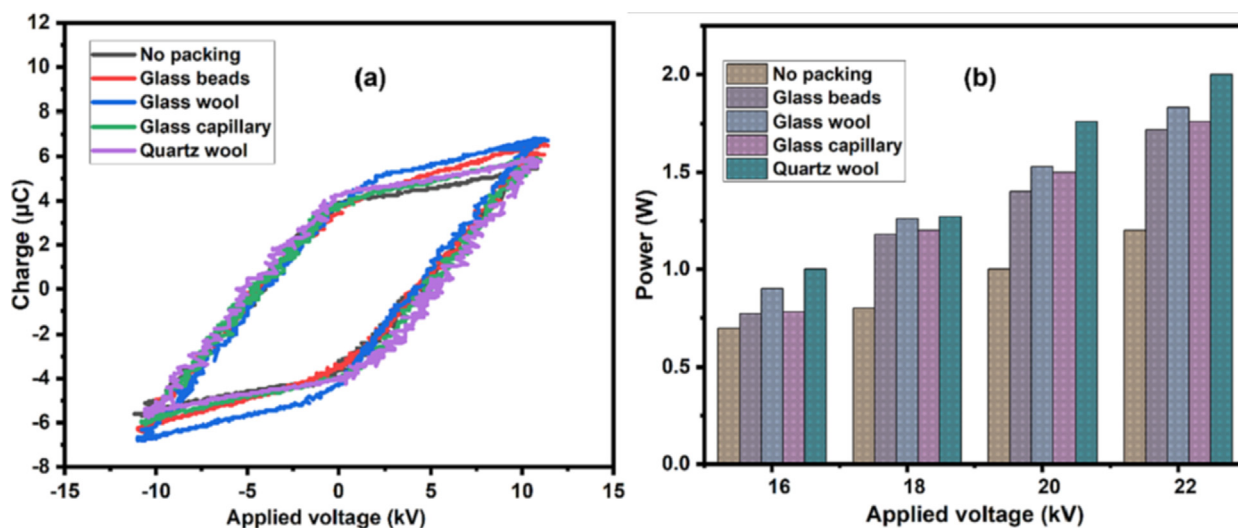 12
10
8
6
4
2
0
-2
-4
-6
-8
Charge (µC)
No packing
Glass beads
Glass wool
Glass capillary
Quartz wool
(a)
-15 -10 -5 0 5 10 15
Applied voltage (kV)
2.0
1.5
1.0
0.5
0.0
Power (W)
No packing
Glass beads
Glass wool
Glass capillary
Quartz wool
(b)
16 18 20 22
Applied voltage (kV)